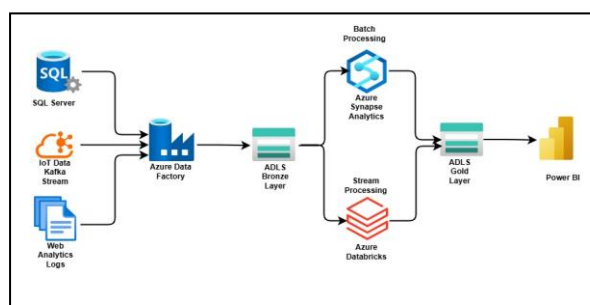 SQL
SQL Server
IoT Data
Kafka
Stream
Web
Analytics
Logs
Azure Data
Factory
ADLS
Bronze
Layer
Batch
Processing
Azure
Synapse
Analytics
Stream
Processing
Azure
Databricks
ADLS
Gold
Layer
Power BI